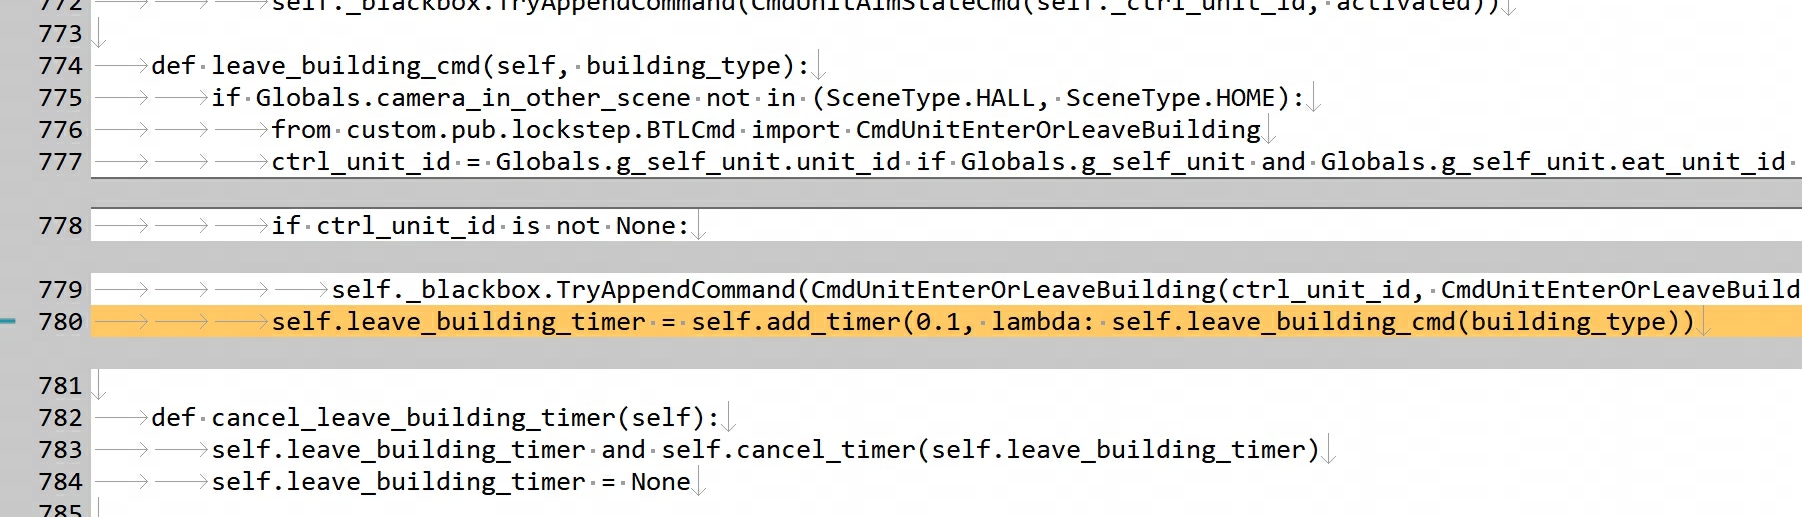 772 self._blackbox.TryAppendCommand(CmdUnitAimStateCmd(self._ctrl_unit_id, activated))
773
774 def leave_building_cmd(self, building_type):
775 if Globals.camera_in_other_scene not in (SceneType.HALL, SceneType.HOME):
776 from custom.pub.lockstep.BTLCmd import CmdUnitEnterOrLeaveBuilding
777 ctrl_unit_id = Globals.g_self_unit.unit_id if Globals.g_self_unit and Globals.g_self_unit.eat_unit_id
778 if ctrl_unit_id is not None:
779 self._blackbox.TryAppendCommand(CmdUnitEnterOrLeaveBuilding(ctrl_unit_id, CmdUnitEnterOrLeaveBuild
780 self.leave_building_timer = self.add_timer(0.1, lambda: self.leave_building_cmd(building_type))
781
782 def cancel_leave_building_timer(self):
783 self.leave_building_timer and self.cancel_timer(self.leave_building_timer)
784 self.leave_building_timer = None
785